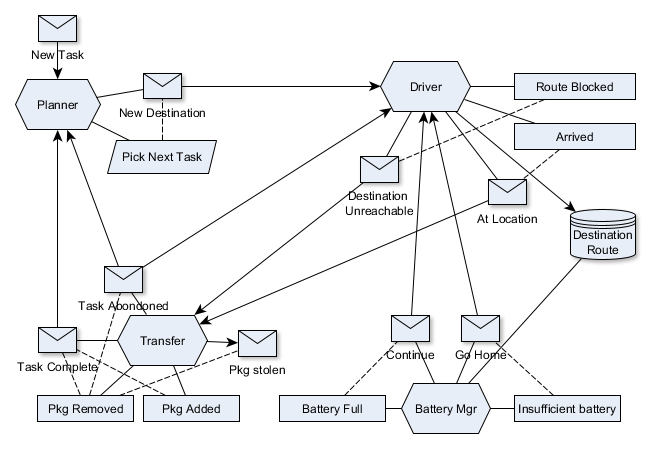 New Task
Planner
New Destination
Driver
Route Blocked
Arrived
Pick Next Task
Destination
Unreachable
At Location
Destination
Route
Task Abondoned
Transfer
Task Complete
Pkg stolen
Continue
Go Home
Pkg Removed
Pkg Added
Battery Full
Battery Mgr
Insufficient battery